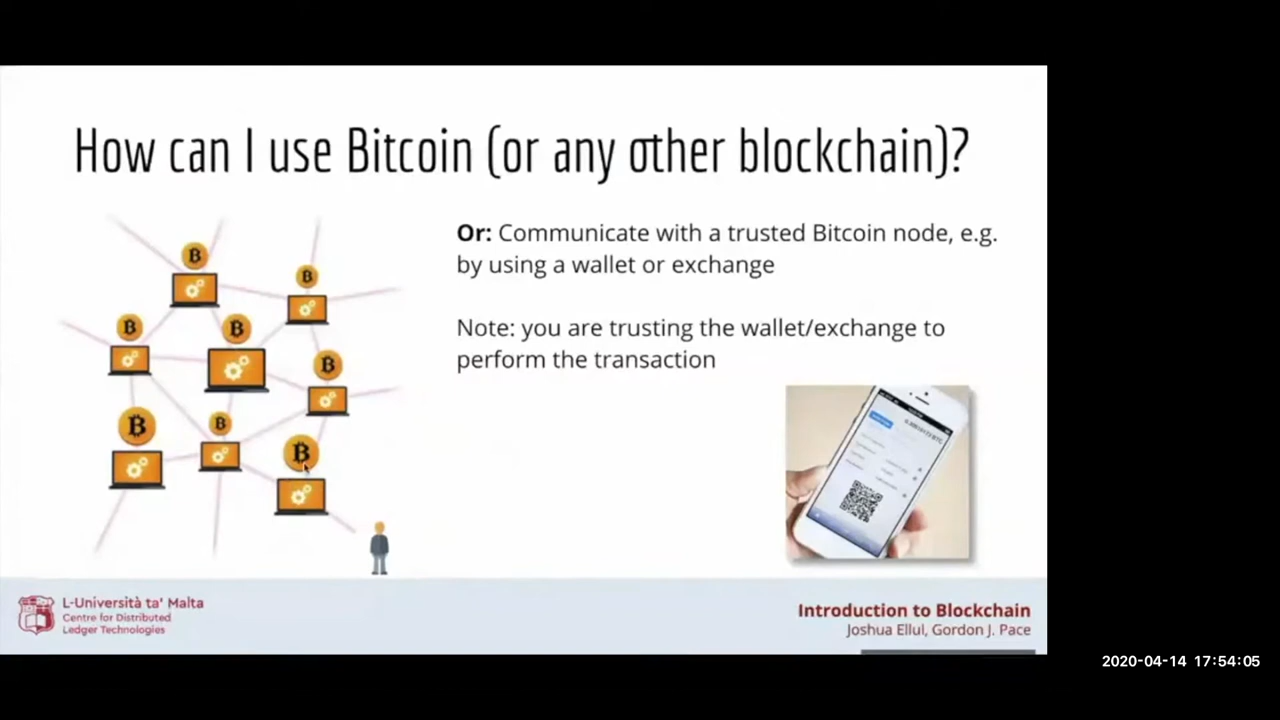 How can I use Bitcoin (or any other blockchain)?
Or: Communicate with a trusted Bitcoin node, e.g.
by using a wallet or exchange
Note: you are trusting the wallet/exchange to
perform the transaction
L-Università ta' Malta
Centre for Distributed
Ledger Technologies
Introduction to Blockchain
Joshua Ellul, Gordon J. Pace
2020-04-14 17:54:05